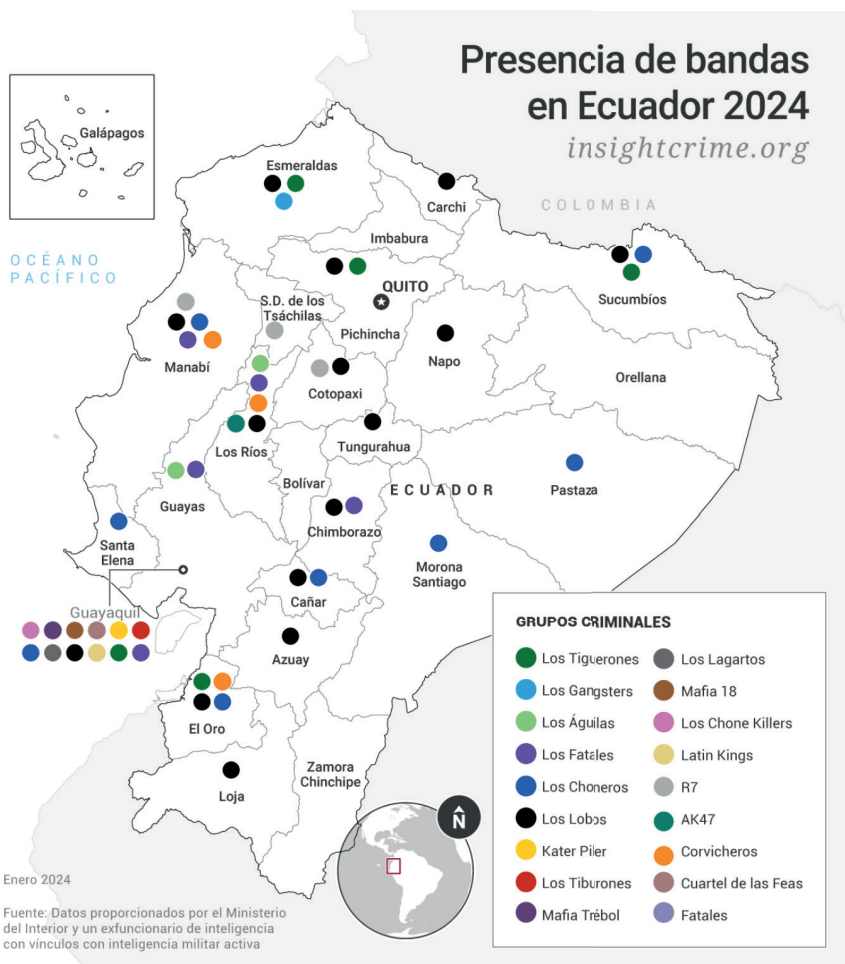 Presencia de bandas
en Ecuador 2024
insightcrime.org
Galápagos
Esmeraldas
Carchi
COLOMBIA
Imbabura
OCÉANO
PACÍFICO
QUITO
Sucumbíos
S.D. de los
Tsáchilas
Pichincha
Manabí
Napo
Orellana
Cotopaxi
Los Ríos
Tungurahua
Bolívar
ECUADOR
Pastaza
Guayas
Chimborazo
Santa
Elena
Morona
Santiago
Cañar
Guayaquil
Azuay
El Oro
Zamora
Chinchipe
Loja
N
GRUPOS CRIMINALES
Los Tiguerones
Los Gangsters
Los Águilas
Los Fatales
Los Choneros
Los Lobos
Kater Piler
Los Tiburones
Mafia Trébol
Los Lagartos
Mafia 18
Los Chone Killers
Latin Kings
R7
AK47
Corvicheros
Cuartel de las Feas
Fatales
Enero 2024
Fuente: Datos proporcionados por el Ministerio
del Interior y un exfuncionario de inteligencia
con vínculos con inteligencia militar activa